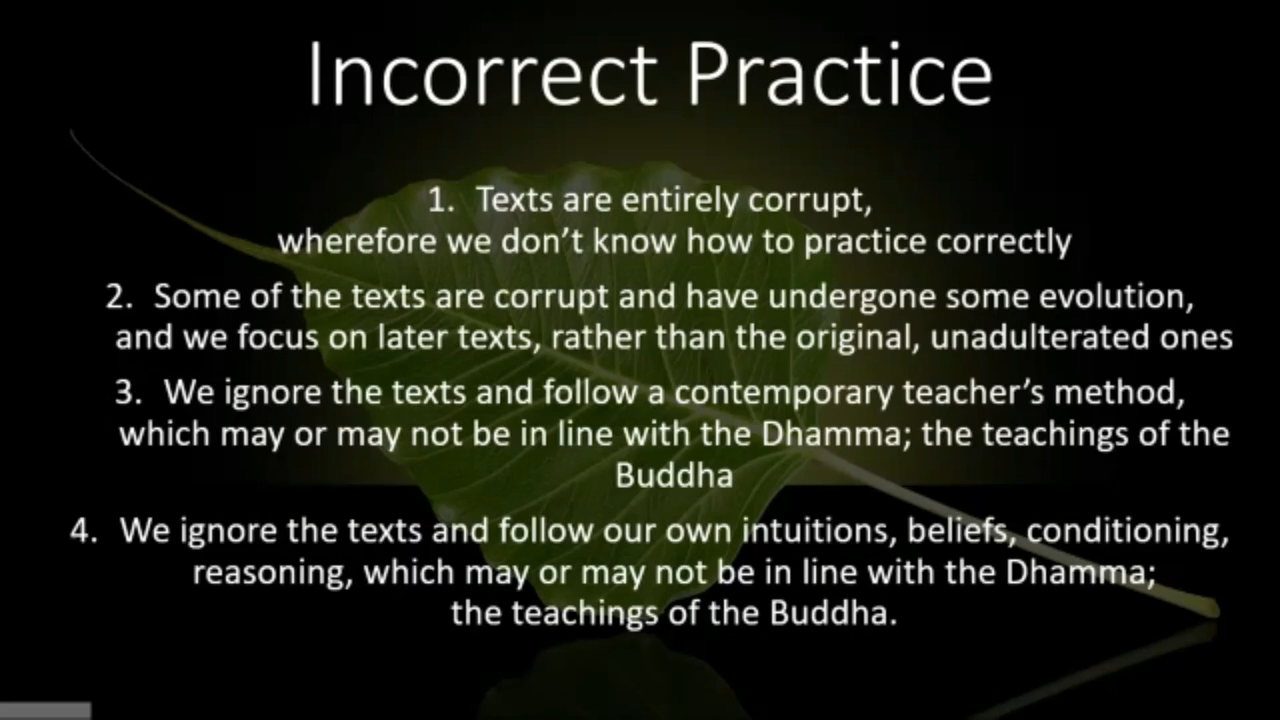 Incorrect Practice
1. Texts are entirely corrupt,
wherefore we don’t know how to practice correctly
2. Some of the texts are corrupt and have undergone some evolution,
and we focus on later texts, rather than the original, unadulterated ones
3. We ignore the texts and follow a contemporary teacher’s method,
which may or may not be in line with the Dhamma; the teachings of the
Buddha
4. We ignore the texts and follow our own intuitions, beliefs, conditioning,
reasoning, which may or may not be in line with the Dhamma;
the teachings of the Buddha.